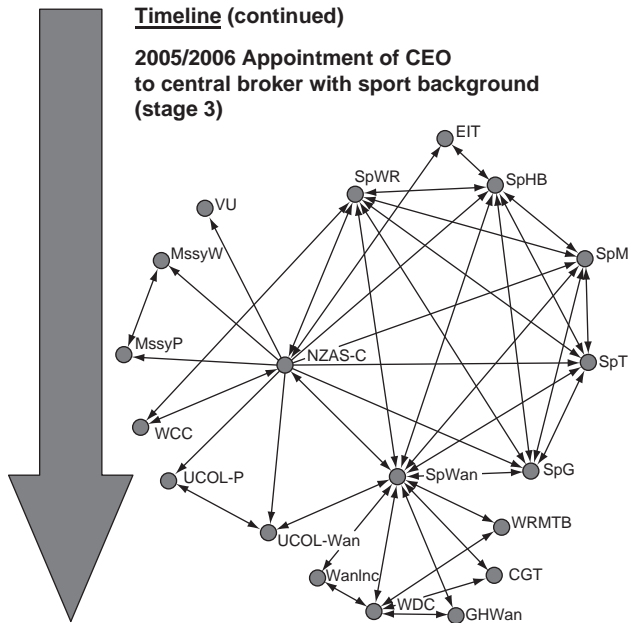 Timeline (continued)
2005/2006 Appointment of CEO
to central broker with sport background
(stage 3)
EIT
SpWR
SpHB
VU
MssyW
SpM
MssyP
NZAS-C
SpT
WCC
UCOL-P
SpWan
SpG
UCOL-Wan
WRMTB
WanInc
CGT
WDC
GHWan